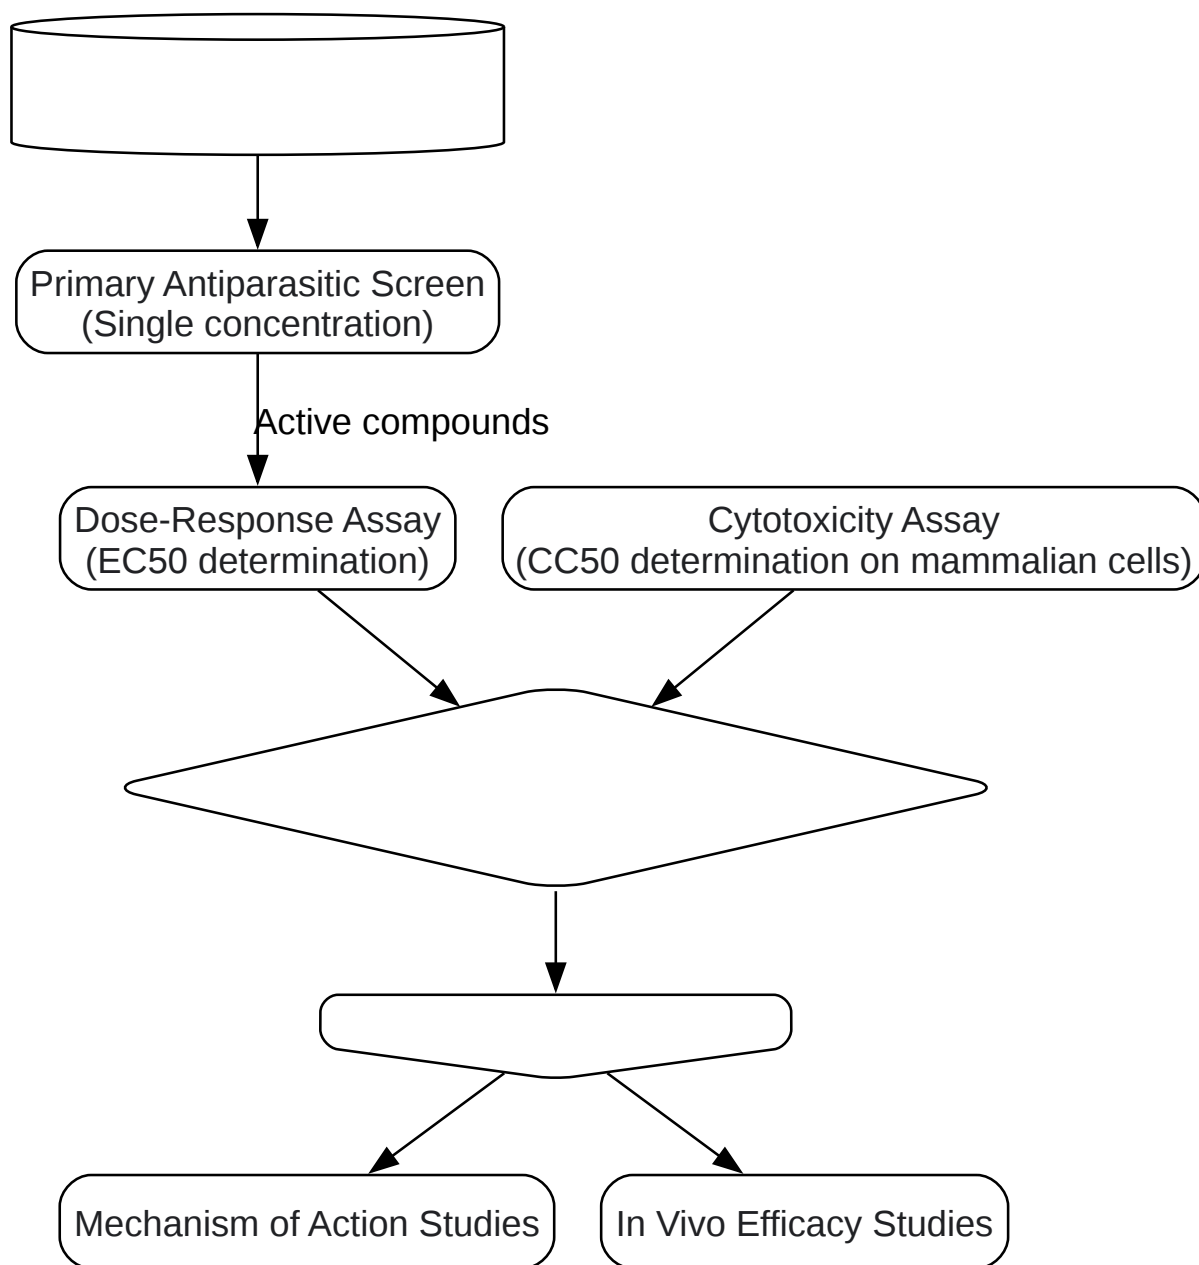 Primary Antiparasitic Screen
(Single concentration)
Active compounds
Dose-Response Assay
(EC50 determination)
Cytotoxicity Assay
(CC50 determination on mammalian cells)
Mechanism of Action Studies
In Vivo Efficacy Studies